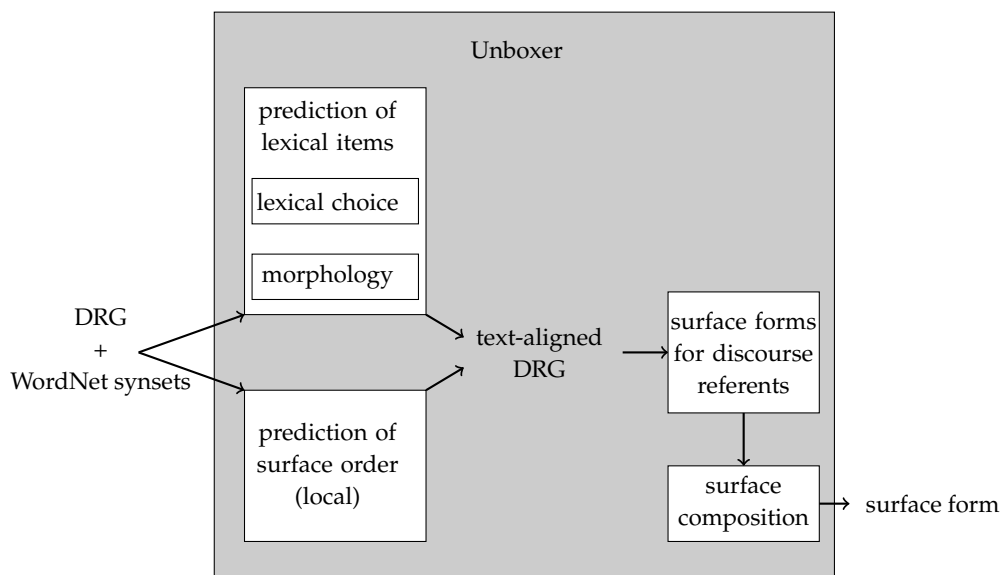 Unboxer
prediction of
lexical items
lexical choice
morphology
DRG
+
WordNet synsets
prediction of
surface order
(local)
text-aligned
DRG
surface forms
for discourse
referents
surface
composition
surface form